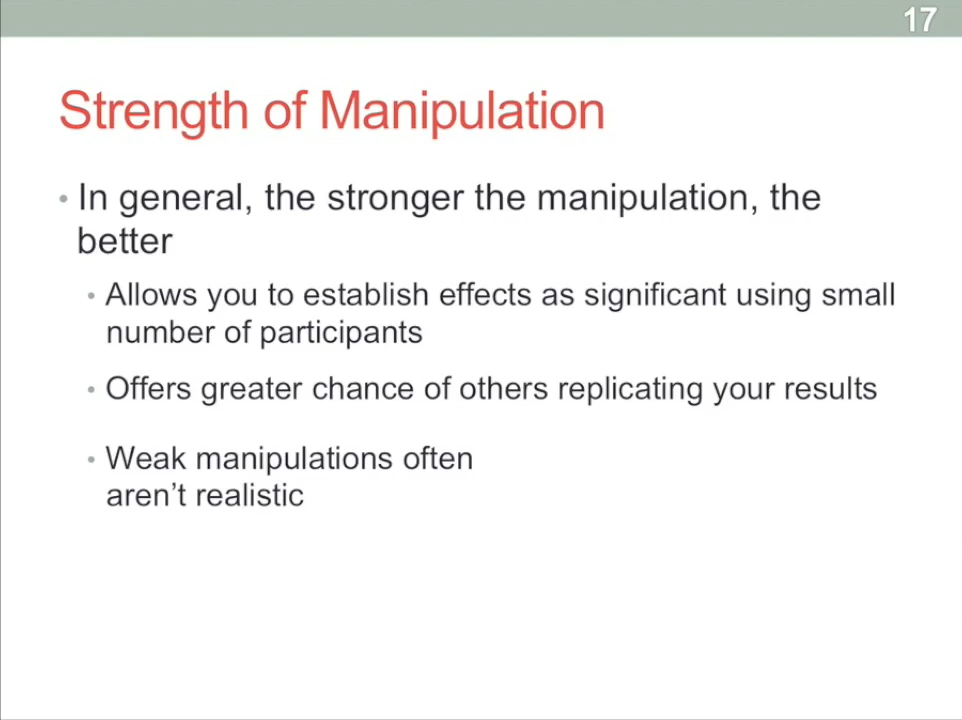 17
Strength of Manipulation
• In general, the stronger the manipulation, the
better
• Allows you to establish effects as significant using small
number of participants
• Offers greater chance of others replicating your results
• Weak manipulations often
aren’t realistic